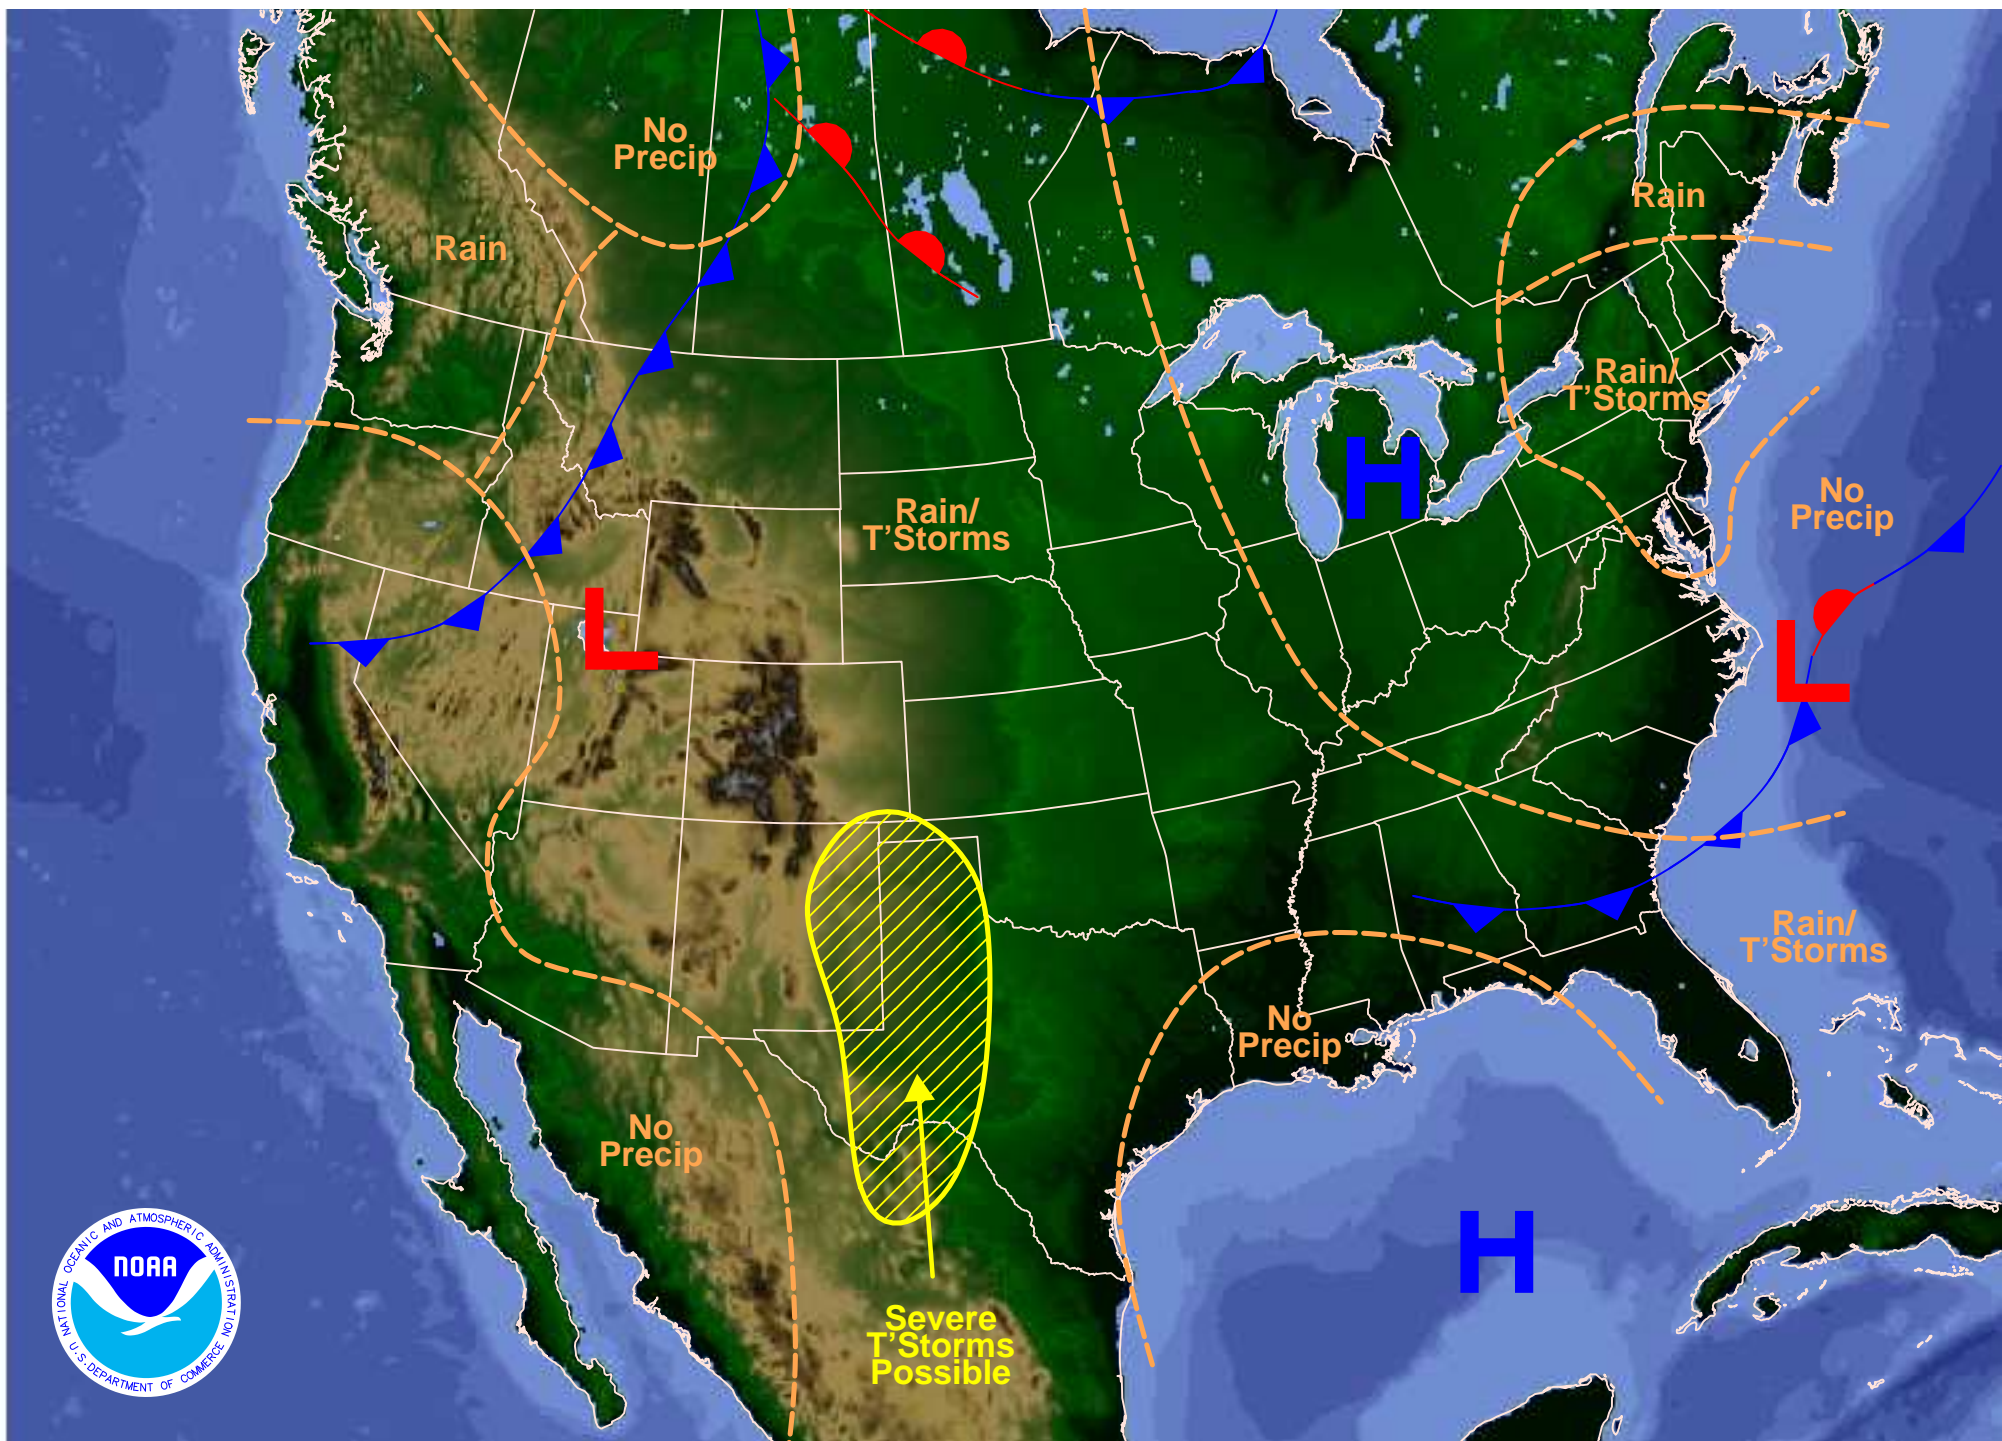 No
Precip
Rain
Rain
Rain/
T'Storms
Rain/
T'Storms
H
No
Precip
L
L
Rain/
T'Storms
No
Precip
No
Precip
H
Severe
T'Storms
Possible
NATIONAL OCEANIC AND ATMOSPHERIC ADMINISTRATION
NOAA
U.S. DEPARTMENT OF COMMERCE